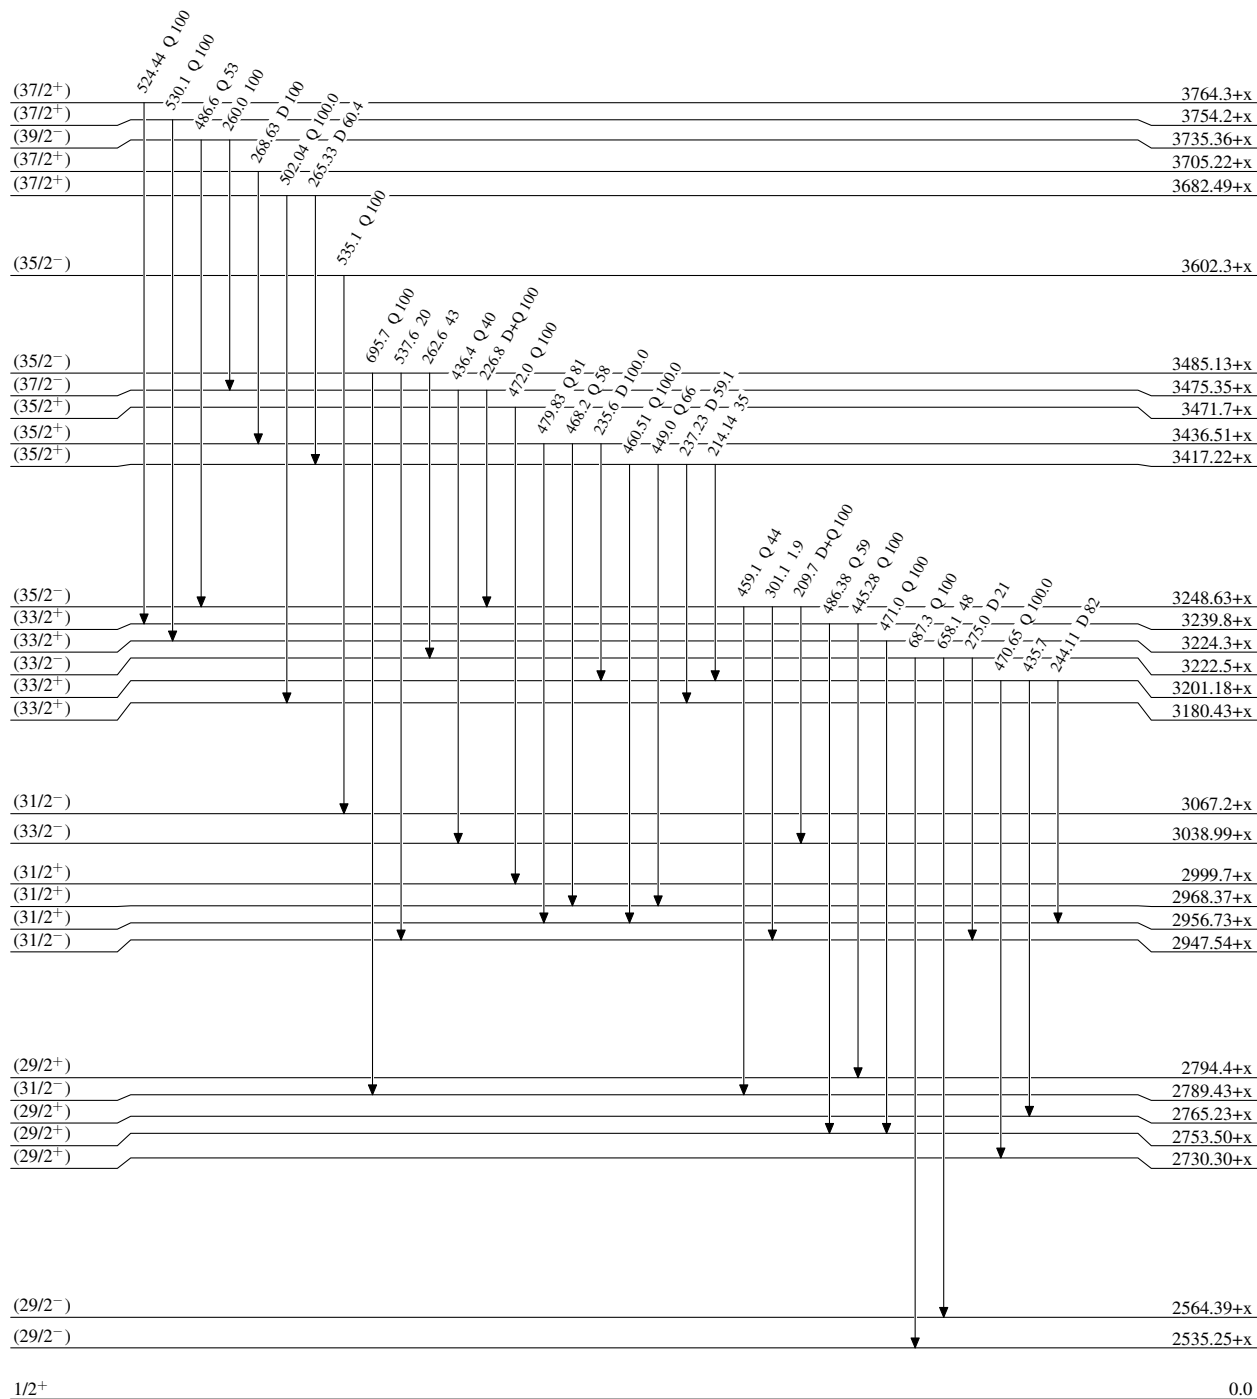 524.44 Q 100
530.1 Q 100
486.6 Q 53
260.0 100
268.63 D 100
502.04 Q 100.0
265.33 D 60.4
(37/2⁺) 3764.3+x
(37/2⁺) 3754.2+x
(39/2⁻) 3735.36+x
(37/2⁺) 3705.22+x
(37/2⁺) 3682.49+x
535.1 Q 100
(35/2⁻) 3602.3+x
695.7 Q 100
537.6 20
262.6 43
436.4 Q 40
226.8 D+Q 100
472.0 Q 100
479.83 Q 81
468.2 Q 58
235.6 D 100.0
460.51 Q 100.0
449.0 Q 66
237.23 D 59.1
214.14 35
(35/2⁻) 3485.13+x
(37/2⁻) 3475.35+x
(35/2⁺) 3471.7+x
(35/2⁺) 3436.51+x
(35/2⁺) 3417.22+x
459.1 Q 44
301.1 1.9
209.7 D+Q 100
486.38 Q 59
445.28 Q 100
471.0 Q 100
687.3 Q 100
658.1 48
275.0 D 21
470.65 Q 100.0
435.7
244.11 D 82
(35/2⁻) 3248.63+x
(33/2⁺) 3239.8+x
(33/2⁺) 3224.3+x
(33/2⁻) 3222.5+x
(33/2⁺) 3201.18+x
(33/2⁺) 3180.43+x
(31/2⁻) 3067.2+x
(33/2⁻) 3038.99+x
(31/2⁺) 2999.7+x
(31/2⁺) 2968.37+x
(31/2⁺) 2956.73+x
(31/2⁻) 2947.54+x
(29/2⁺) 2794.4+x
(31/2⁻) 2789.43+x
(29/2⁺) 2765.23+x
(29/2⁺) 2753.50+x
(29/2⁺) 2730.30+x
(29/2⁻) 2564.39+x
(29/2⁻) 2535.25+x
1/2⁺ 0.0